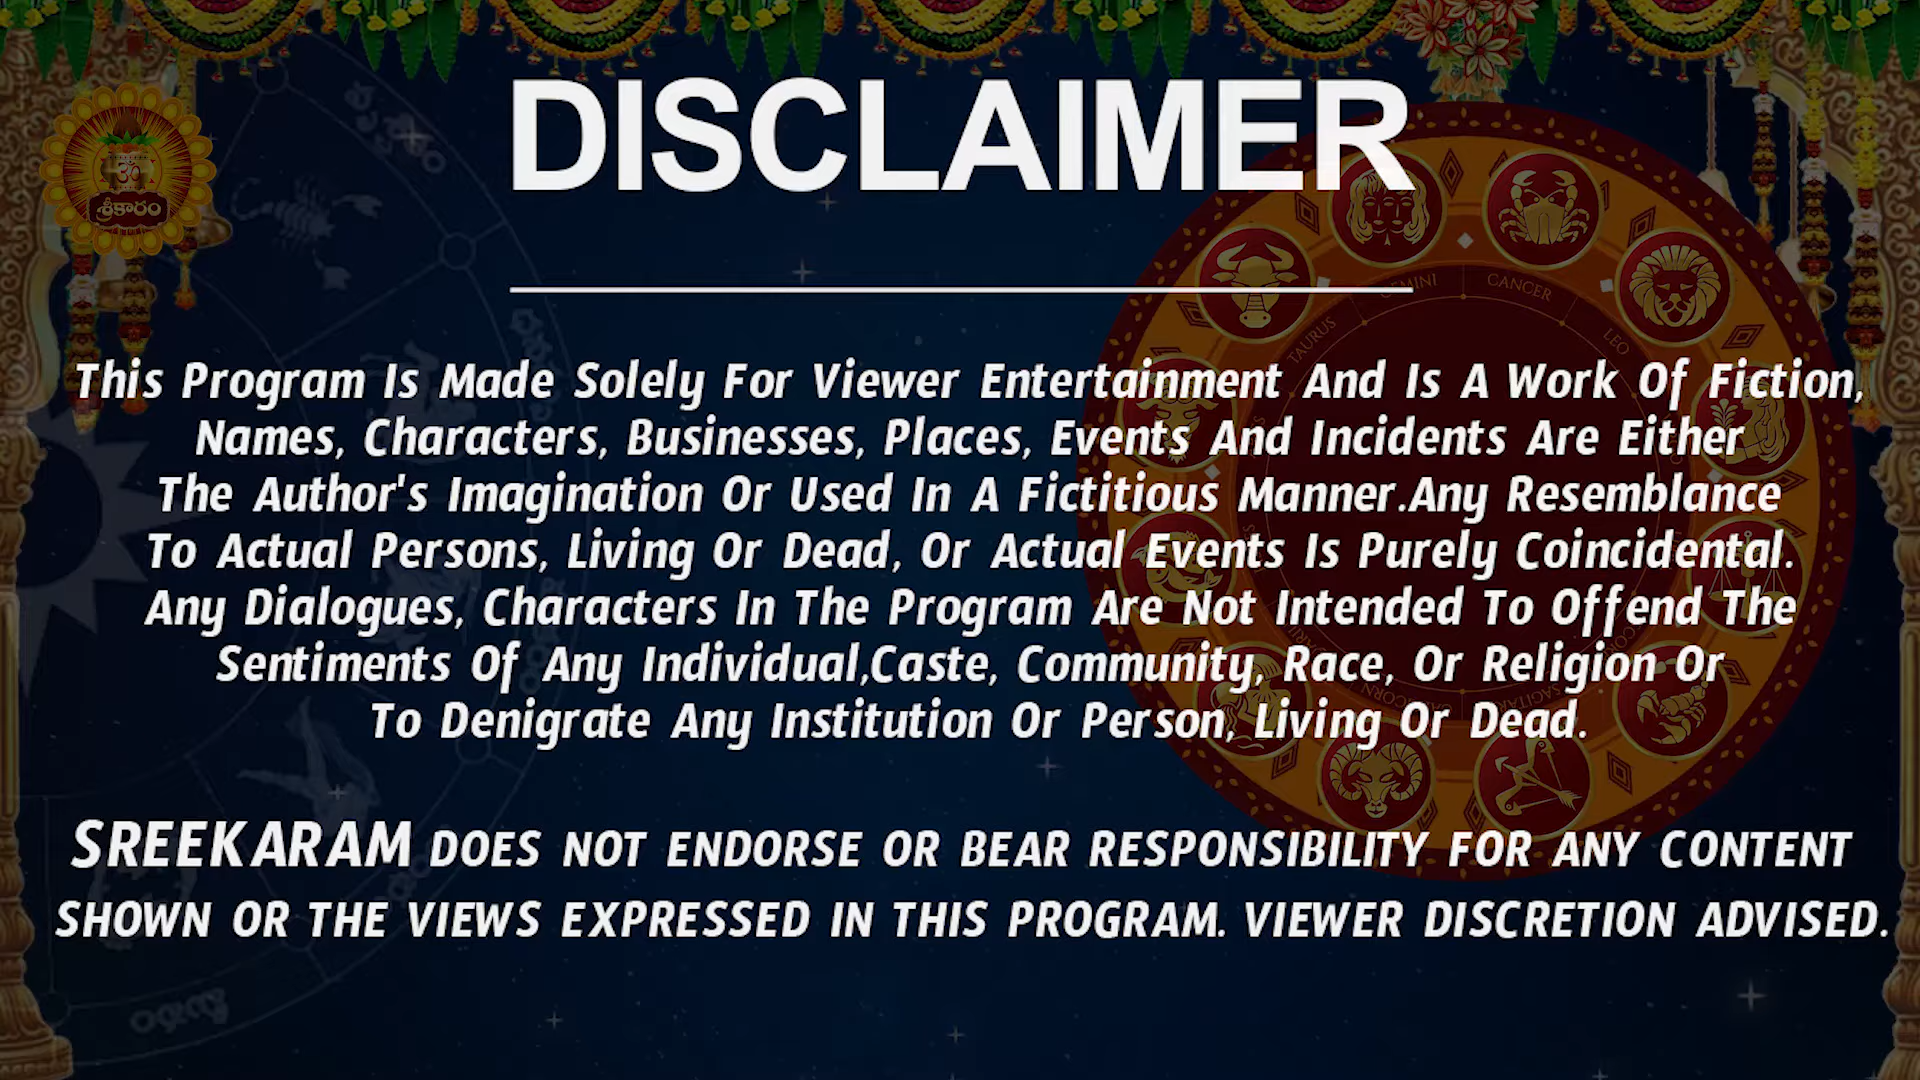 DISCLAIMER
ॐ
శ్రీకారం
GEMINI
CANCER
TAURUS
LEO
This Program Is Made Solely For Viewer Entertainment And Is A Work Of Fiction,
Names, Characters, Businesses, Places, Events And Incidents Are Either
The Author's Imagination Or Used In A Fictitious Manner.Any Resemblance
To Actual Persons, Living Or Dead, Or Actual Events Is Purely Coincidental.
Any Dialogues, Characters In The Program Are Not Intended To Offend The
Sentiments Of Any Individual,Caste, Community, Race, Or Religion Or
To Denigrate Any Institution Or Person, Living Or Dead.
SREEKARAM DOES NOT ENDORSE OR BEAR RESPONSIBILITY FOR ANY CONTENT
SHOWN OR THE VIEWS EXPRESSED IN THIS PROGRAM. VIEWER DISCRETION ADVISED.